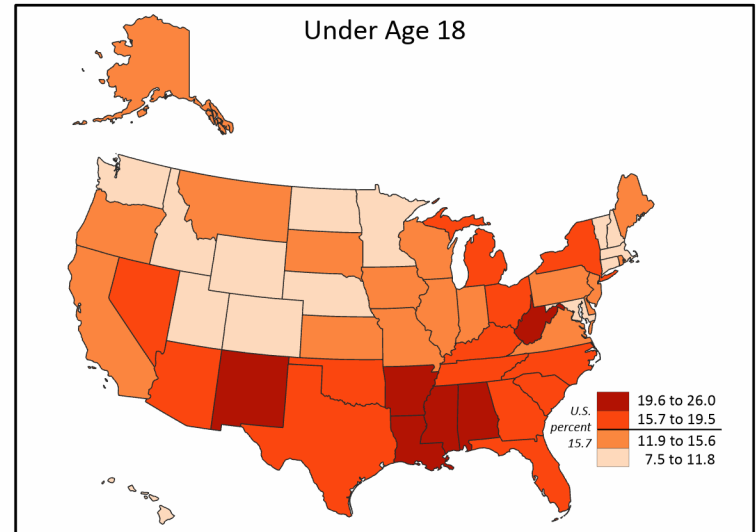 Under Age 18
19.6 to 26.0
U.S.
percent
15.7
15.7 to 19.5
11.9 to 15.6
7.5 to 11.8